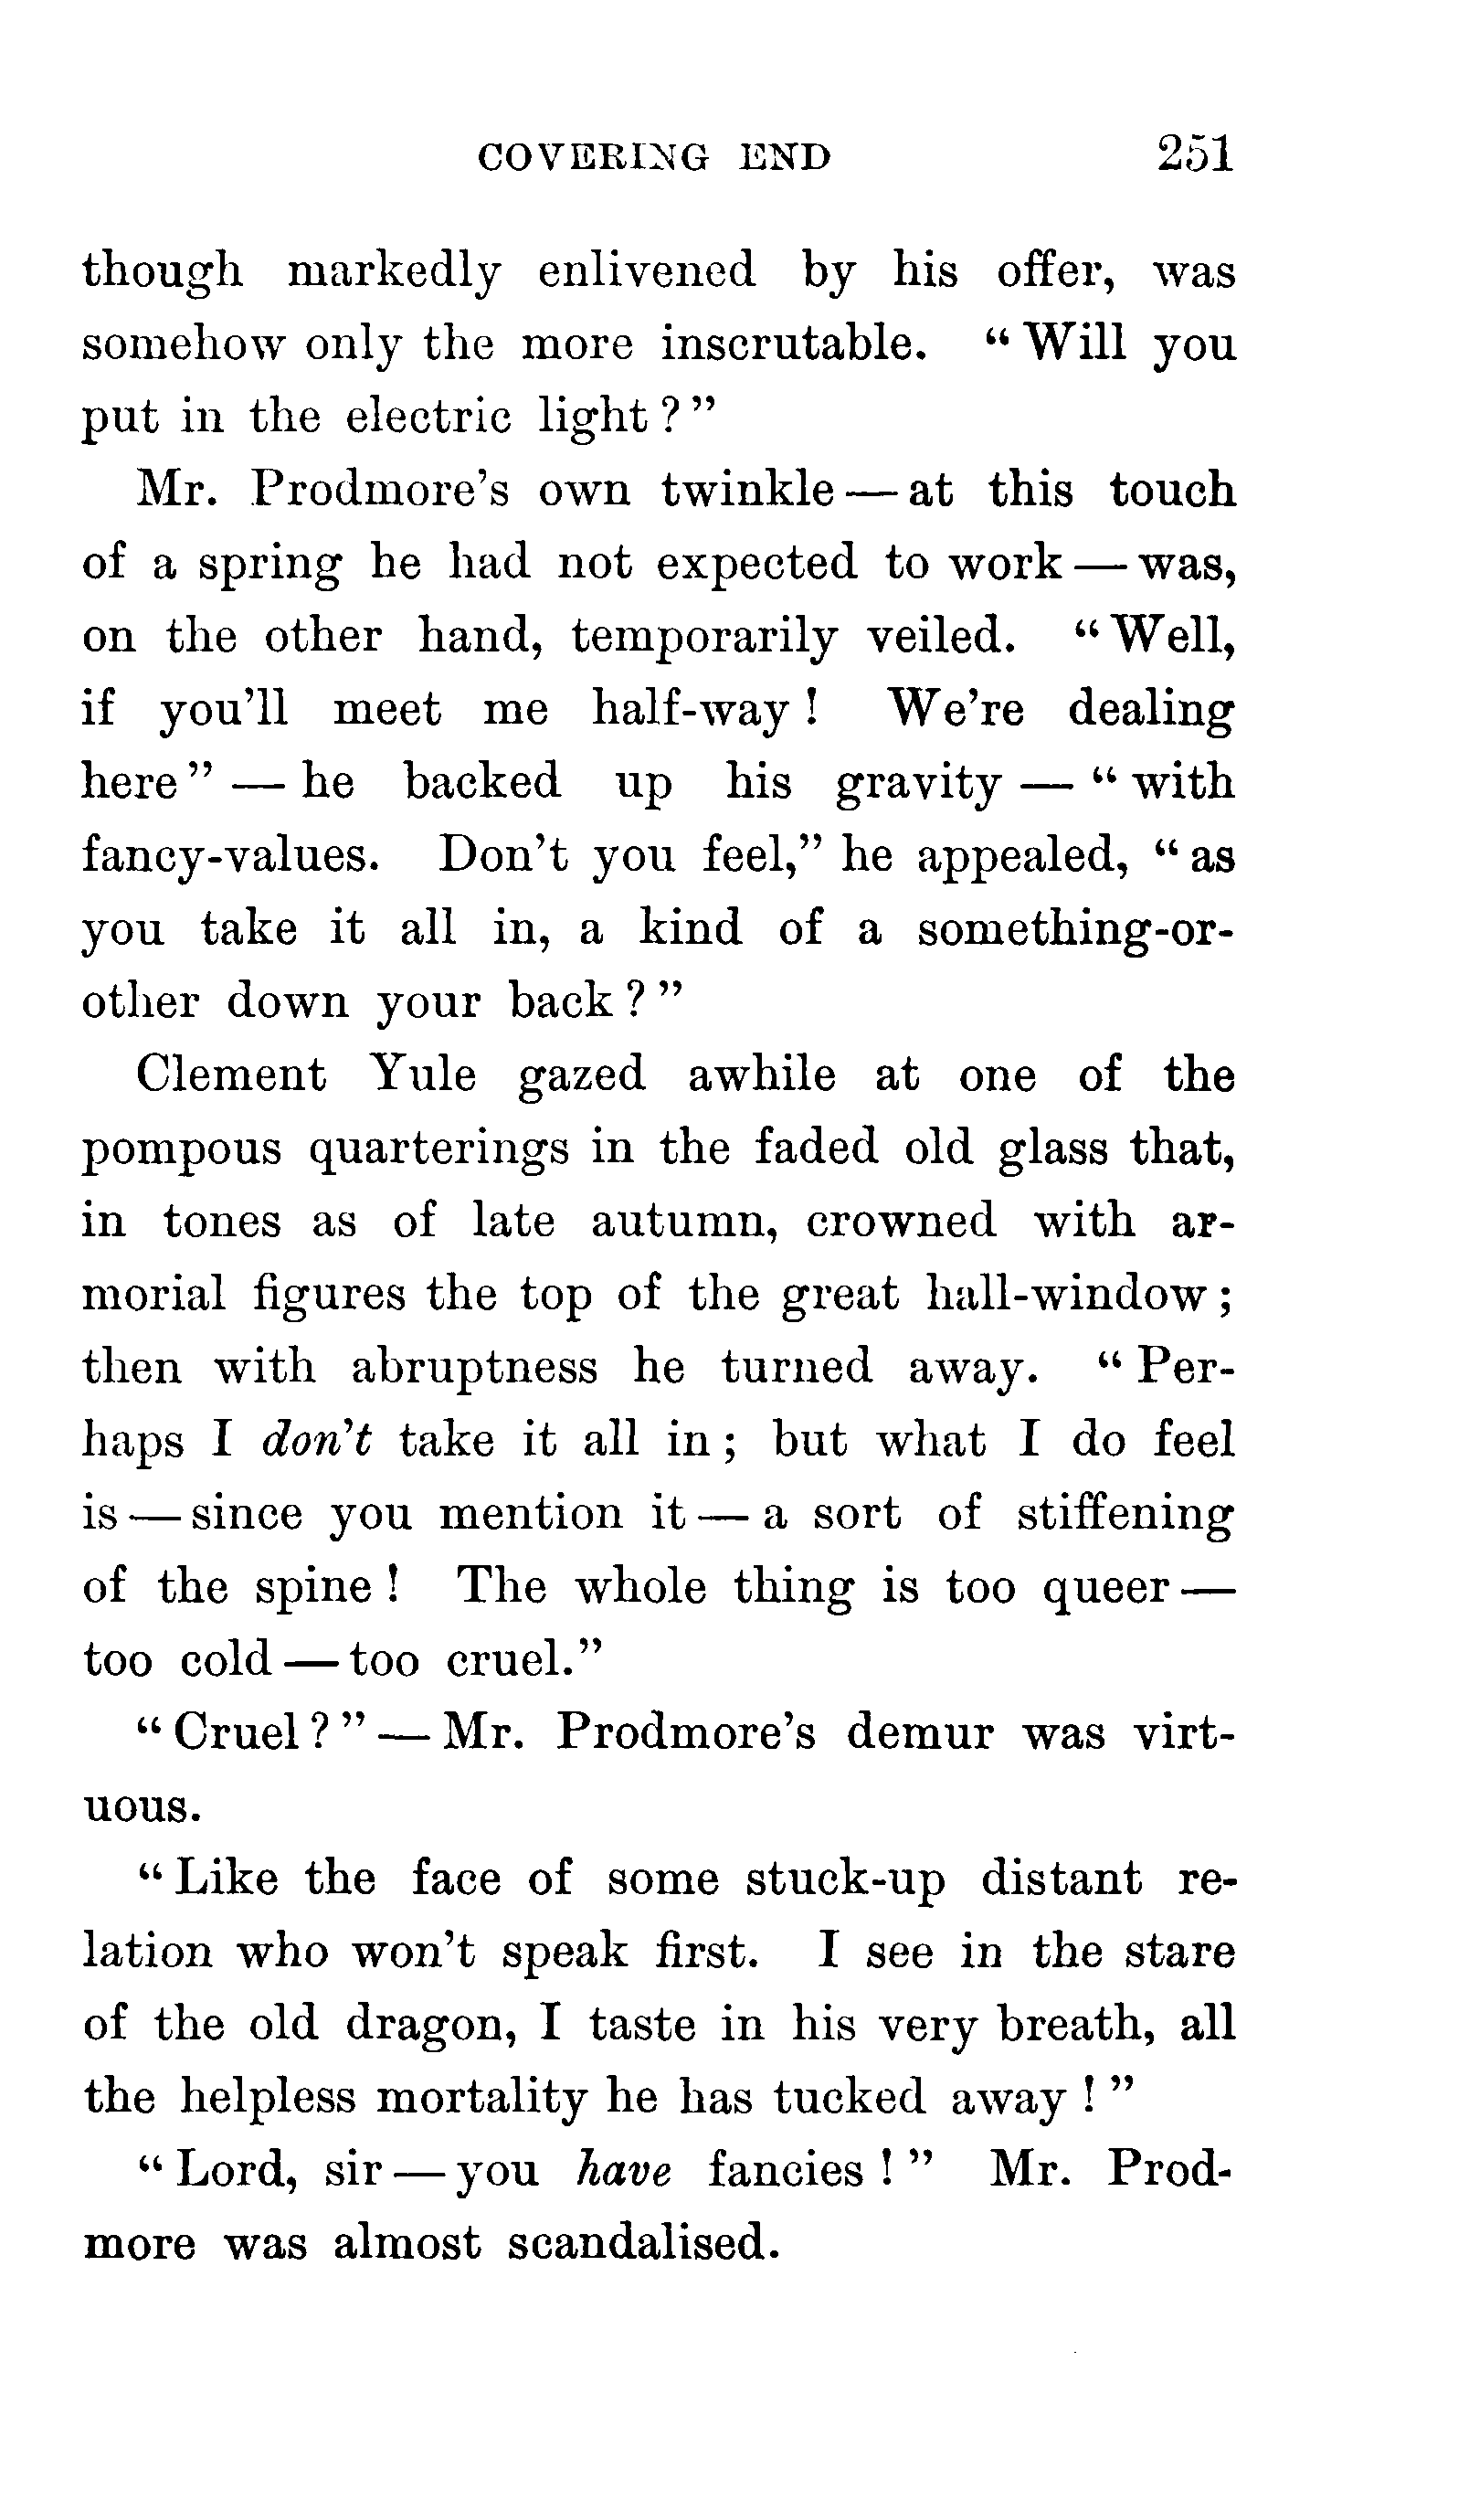 COVERING END 251
though markedly enlivened by his offer, was
somehow only the more inscrutable. “Will you
put in the electric light?”
Mr. Prodmore's own twinkle—at this touch
of a spring he had not expected to work—was,
on the other hand, temporarily veiled. “Well,
if you'll meet me half-way! We're dealing
here”—he backed up his gravity—“with
fancy-values. Don't you feel,” he appealed, “as
you take it all in, a kind of a something-or-
other down your back?”
Clement Yule gazed awhile at one of the
pompous quarterings in the faded old glass that,
in tones as of late autumn, crowned with ar-
morial figures the top of the great hall-window;
then with abruptness he turned away. “Per-
haps I don't take it all in; but what I do feel
is—since you mention it—a sort of stiffening
of the spine! The whole thing is too queer—
too cold—too cruel.”
“Cruel?”—Mr. Prodmore's demur was virt-
uous.
“Like the face of some stuck-up distant re-
lation who won't speak first. I see in the stare
of the old dragon, I taste in his very breath, all
the helpless mortality he has tucked away!”
“Lord, sir—you have fancies!” Mr. Prod-
more was almost scandalised.